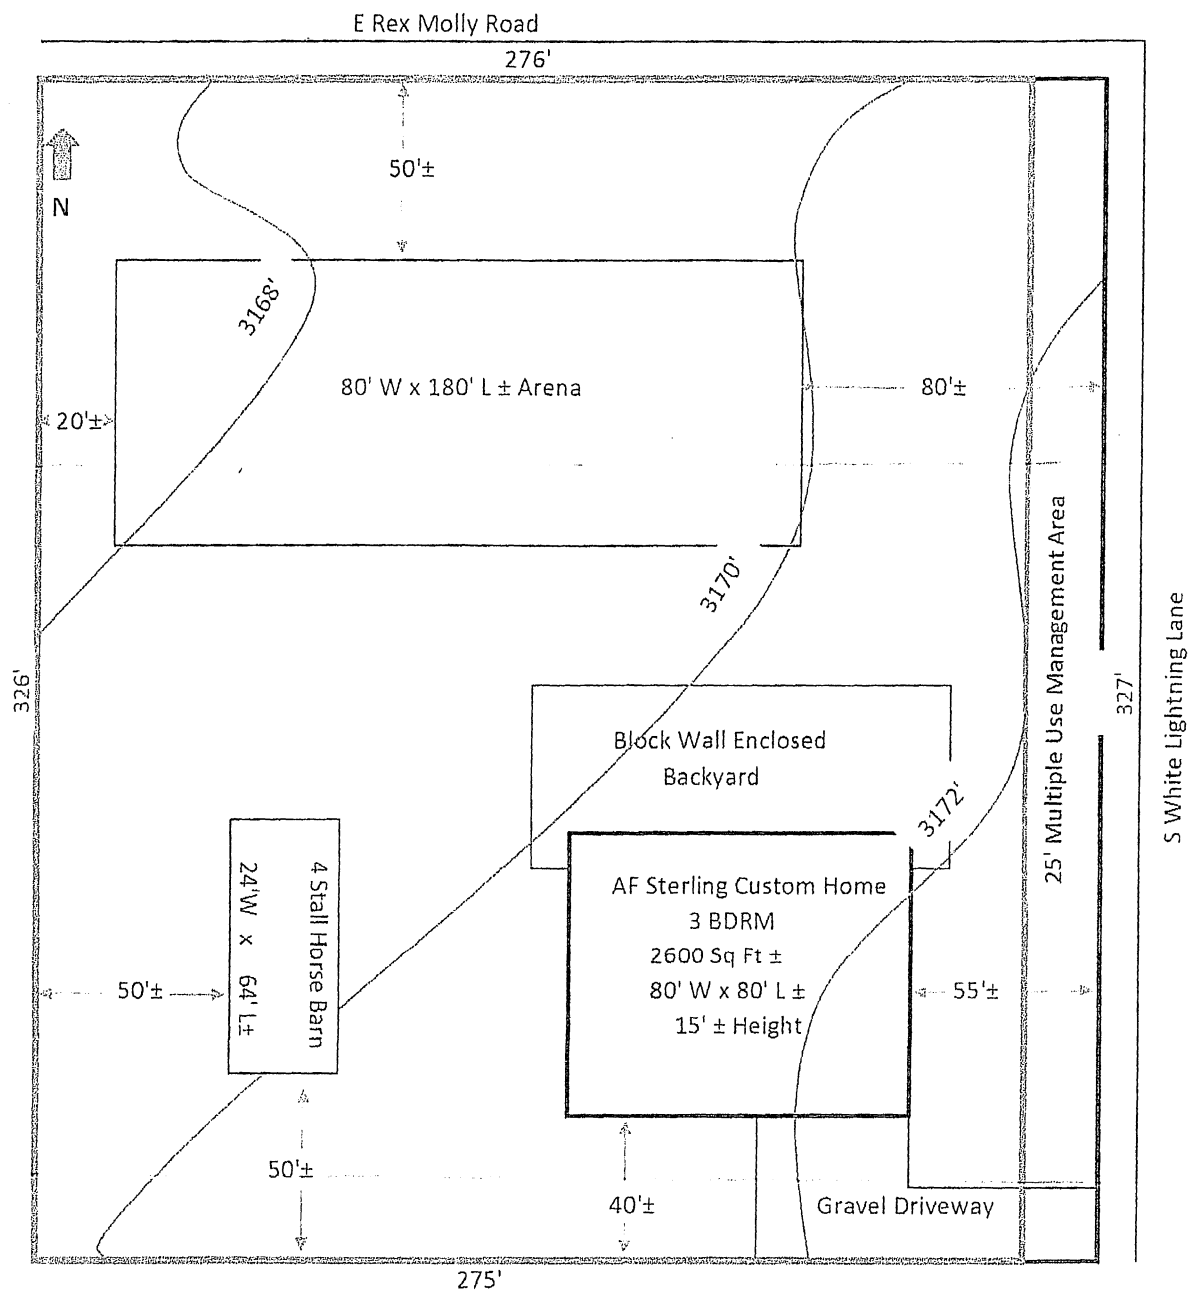 E Rex Molly Road
276'
50'±
N
3168'
80' W x 180' L ± Arena
80'±
20'±
3170'
25' Multiple Use Management Area
326'
327'
S White Lightning Lane
Block Wall Enclosed
Backyard
3172'
4 Stall Horse Barn
24'W x 64' L±
AF Sterling Custom Home
3 BDRM
2600 Sq Ft ±
80' W x 80' L ±
15' ± Height
50'±
55'±
50'±
40'±
Gravel Driveway
275'